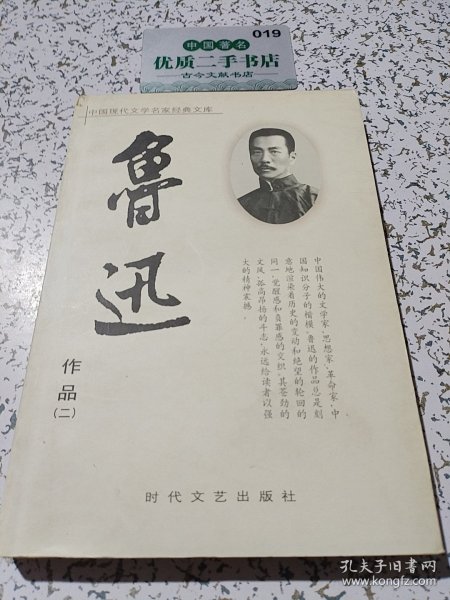 019
中国著名
优质二手书店
古今文献书店
中国现代文学名家经典文库
鲁迅
作品(二)
中国伟大的文学家,思想家,革命家,中
国知识分子的楷模。鲁迅的作品总是刻
意地渲染着历史的变动和绝望的轮回的
同一,觉醒感和负罪感的交织,其苍劲的
文风,孤高昂扬的斗志,永远给读者以强
大的精神震撼。
时代文艺出版社
孔夫子旧书网
www.kongfz.com